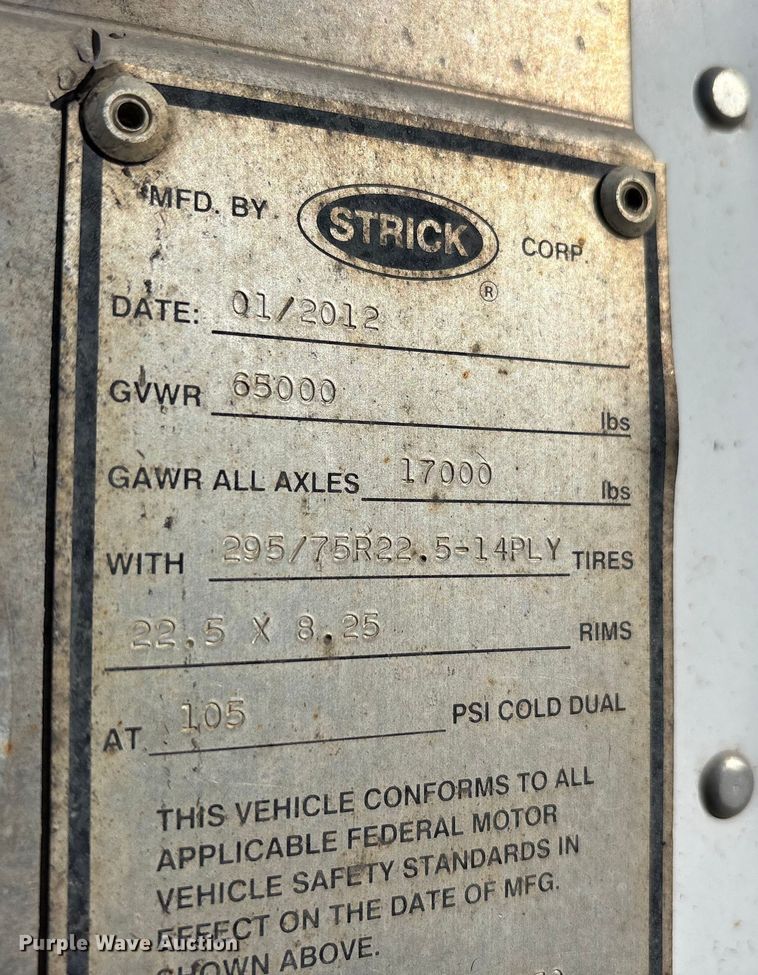 MFD. BY STRICK CORP.
®
DATE: 01/2012
GVWR 65000 lbs
GAWR ALL AXLES 17000 lbs
WITH 295/75R22.5-14PLY TIRES
22.5 X 8.25 RIMS
AT 105 PSI COLD DUAL
THIS VEHICLE CONFORMS TO ALL
APPLICABLE FEDERAL MOTOR
VEHICLE SAFETY STANDARDS IN
EFFECT ON THE DATE OF MFG.
SHOWN ABOVE.
Purple Wave Auction